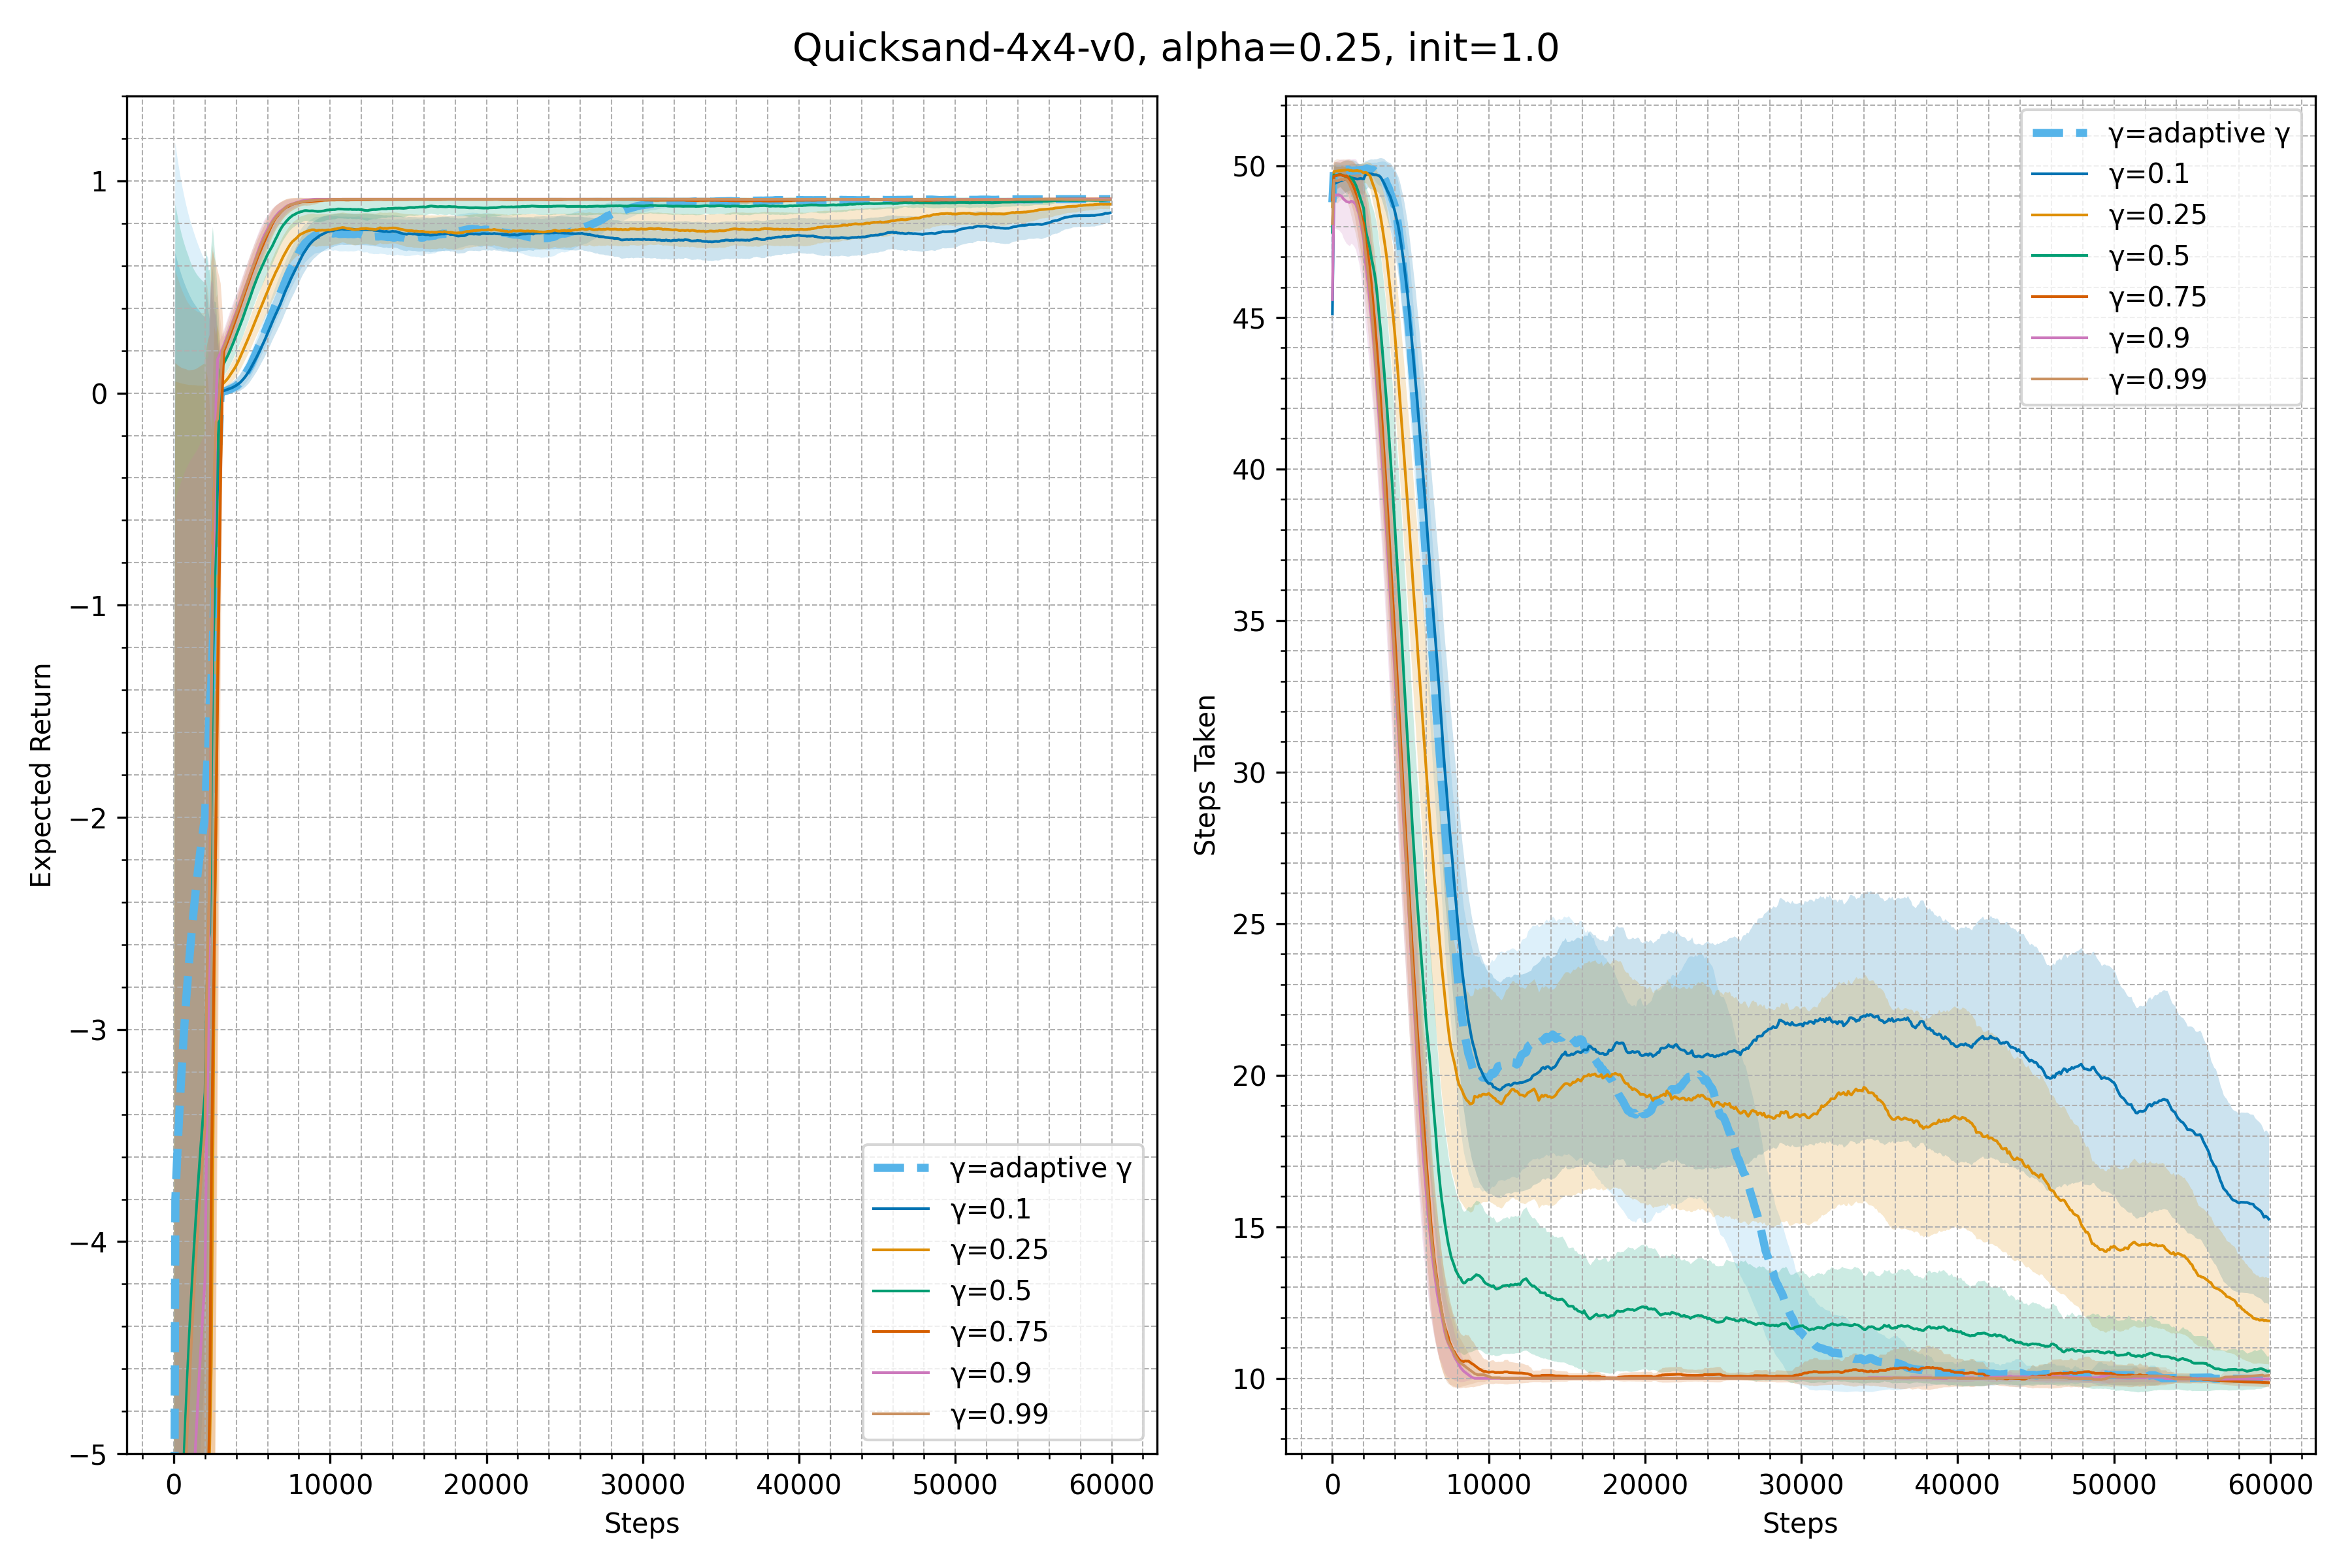 Quicksand-4x4-v0, alpha=0.25, init=1.0
Expected Return
1
0
−1
−2
−3
−4
−5
0 10000 20000 30000 40000 50000 60000
Steps
γ=adaptive γ
γ=0.1
γ=0.25
γ=0.5
γ=0.75
γ=0.9
γ=0.99
Steps Taken
50
45
40
35
30
25
20
15
10
0 10000 20000 30000 40000 50000 60000
Steps
γ=adaptive γ
γ=0.1
γ=0.25
γ=0.5
γ=0.75
γ=0.9
γ=0.99